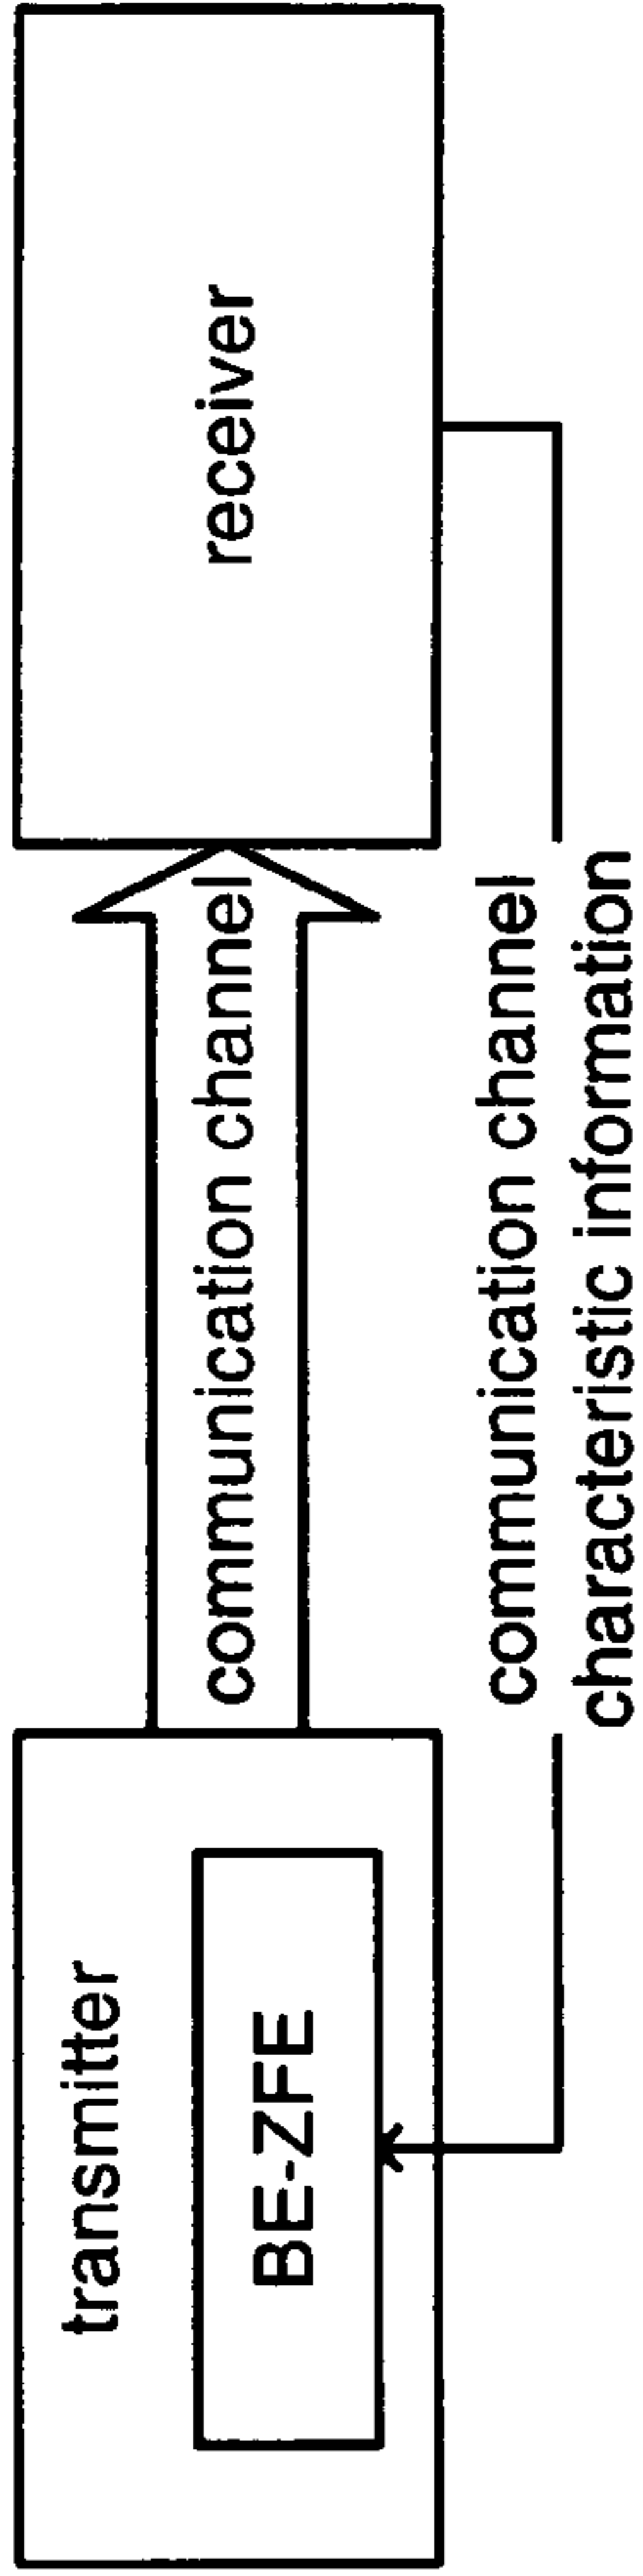 transmitter
BE-ZFE
communication channel
receiver
communication channel
characteristic information